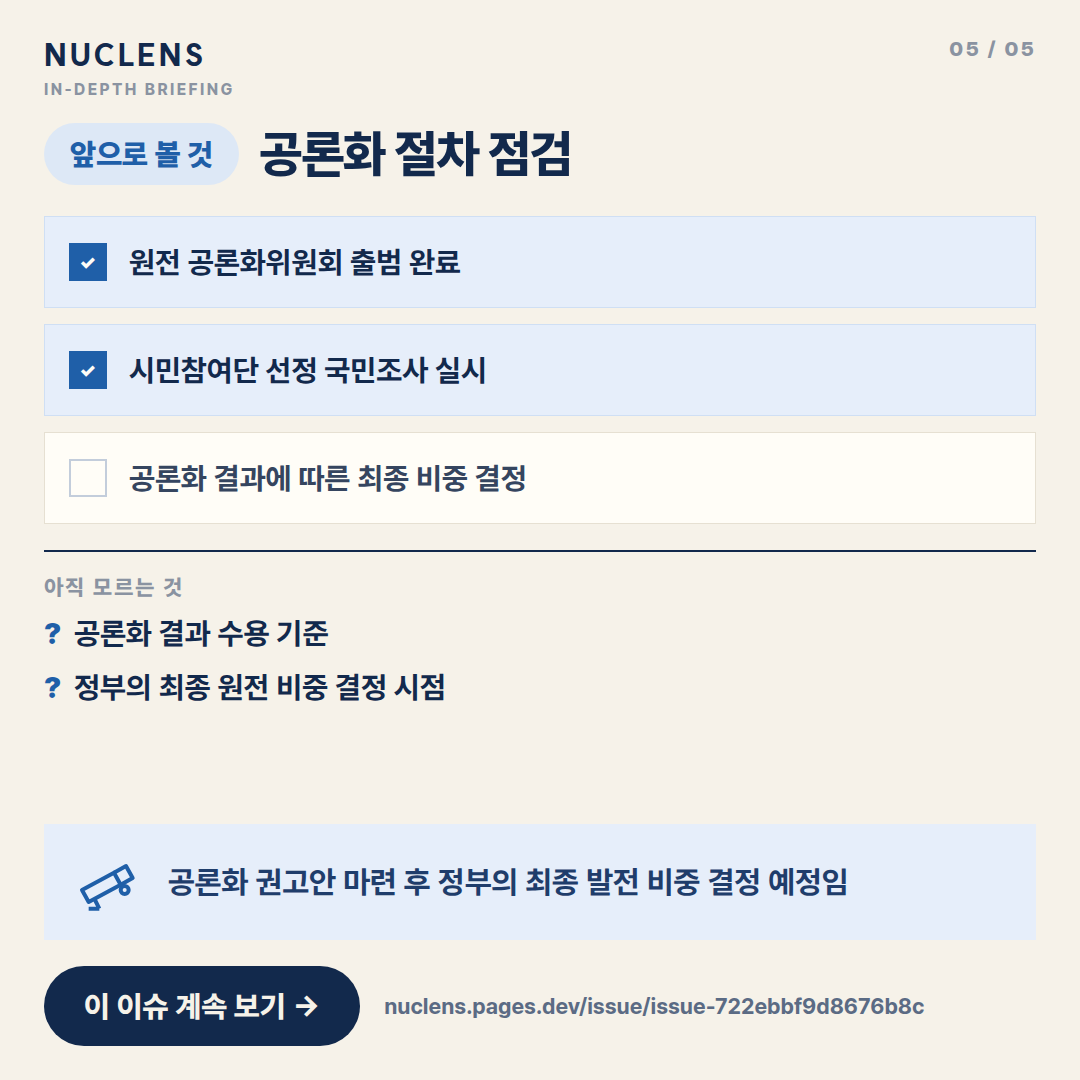 NUCLENS
05 / 05
IN-DEPTH BRIEFING
앞으로 볼 것
공론화 절차 점검
원전 공론화위원회 출범 완료
시민참여단 선정 국민조사 실시
공론화 결과에 따른 최종 비중 결정
아직 모르는 것
? 공론화 결과 수용 기준
? 정부의 최종 원전 비중 결정 시점
공론화 권고안 마련 후 정부의 최종 발전 비중 결정 예정임
이 이슈 계속 보기 →
nuclens.pages.dev/issue/issue-722ebbf9d8676b8c